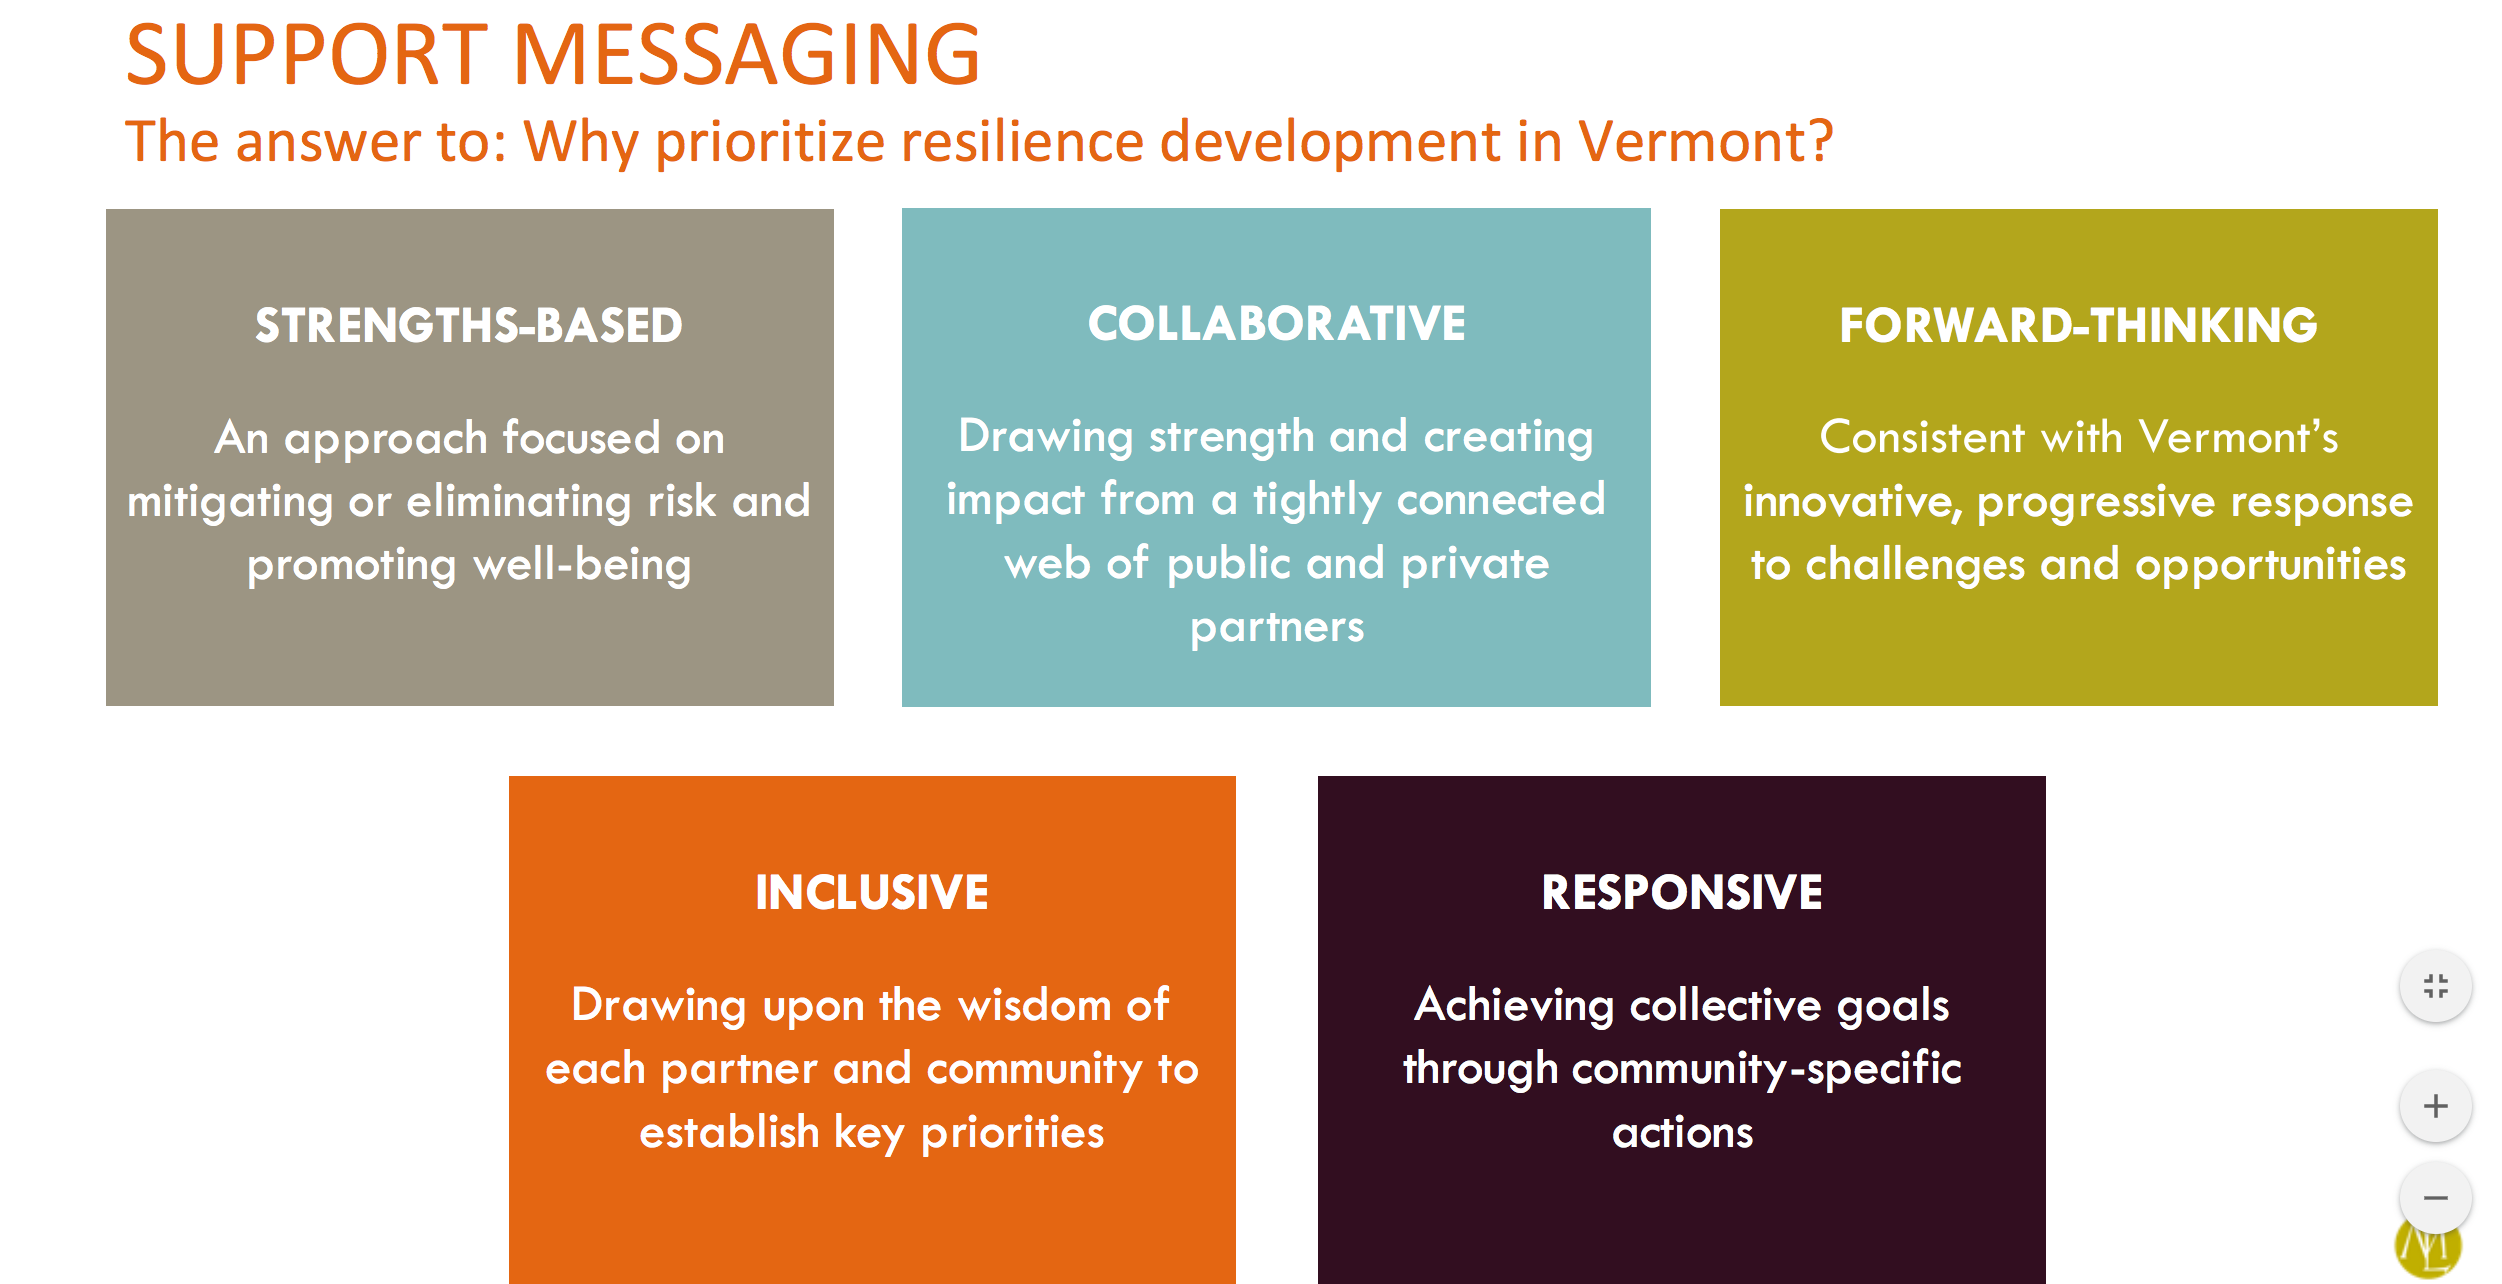 SUPPORT MESSAGING
The answer to: Why prioritize resilience development in Vermont?
STRENGTHS-BASED
An approach focused on
mitigating or eliminating risk and
promoting well-being
COLLABORATIVE
Drawing strength and creating
impact from a tightly connected
web of public and private
partners
FORWARD-THINKING
Consistent with Vermont’s
innovative, progressive response
to challenges and opportunities
INCLUSIVE
Drawing upon the wisdom of
each partner and community to
establish key priorities
RESPONSIVE
Achieving collective goals
through community-specific
actions